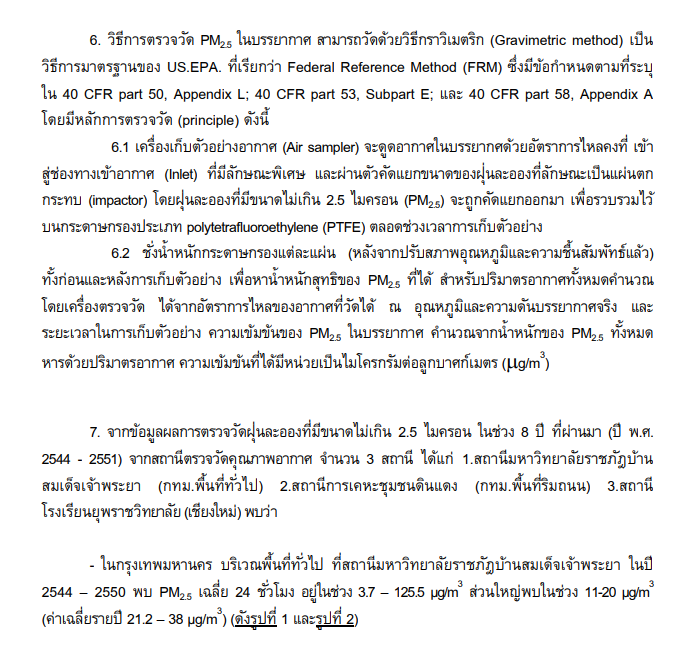 6. วิธีการตรวจวัด PM2.5 ในบรรยากาศ สามารถวัดด้วยวิธีกราวิเมตริก (Gravimetric method) เป็น
วิธีการมาตรฐานของ US.EPA. ที่เรียกว่า Federal Reference Method (FRM) ซึ่งมีข้อกำหนดตามที่ระบุ
ใน 40 CFR part 50, Appendix L; 40 CFR part 53, Subpart E; และ 40 CFR part 58, Appendix A
โดยมีหลักการตรวจวัด (principle) ดังนี้
6.1 เครื่องเก็บตัวอย่างอากาศ (Air sampler) จะดูดอากาศในบรรยากศด้วยอัตราการไหลคงที่ เข้า
สู่ช่องทางเข้าอากาศ (Inlet) ที่มีลักษณะพิเศษ และผ่านตัวคัดแยกขนาดของฝุ่นละอองที่ลักษณะเป็นแผ่นตก
กระทบ (impactor) โดยฝุ่นละอองที่มีขนาดไม่เกิน 2.5 ไมครอน (PM2.5) จะถูกคัดแยกออกมา เพื่อรวบรวมไว้
บนกระดาษกรองประเภท polytetrafluoroethylene (PTFE) ตลอดช่วงเวลาการเก็บตัวอย่าง
6.2 ชั่งน้ำหนักกระดาษกรองแต่ละแผ่น (หลังจากปรับสภาพอุณหภูมิและความชื้นสัมพัทธ์แล้ว)
ทั้งก่อนและหลังการเก็บตัวอย่าง เพื่อหาน้ำหนักสุทธิของ PM2.5 ที่ได้ สำหรับปริมาตรอากาศทั้งหมดคำนวณ
โดยเครื่องตรวจวัด ได้จากอัตราการไหลของอากาศที่วัดได้ ณ อุณหภูมิและความดันบรรยากาศจริง และ
ระยะเวลาในการเก็บตัวอย่าง ความเข้มข้นของ PM2.5 ในบรรยากาศ คำนวณจากน้ำหนักของ PM2.5 ทั้งหมด
หารด้วยปริมาตรอากาศ ความเข้มข้นที่ได้มีหน่วยเป็นไมโครกรัมต่อลูกบาศก์เมตร (µg/m³)
7. จากข้อมูลผลการตรวจวัดฝุ่นละอองที่มีขนาดไม่เกิน 2.5 ไมครอน ในช่วง 8 ปี ที่ผ่านมา (ปี พ.ศ.
2544 - 2551) จากสถานีตรวจวัดคุณภาพอากาศ จำนวน 3 สถานี ได้แก่ 1.สถานีมหาวิทยาลัยราชภัฎบ้าน
สมเด็จเจ้าพระยา (กทม.พื้นที่ทั่วไป) 2.สถานีการเคหะชุมชนดินแดง (กทม.พื้นที่ริมถนน) 3.สถานี
โรงเรียนยุพราชวิทยาลัย (เชียงใหม่) พบว่า
- ในกรุงเทพมหานคร บริเวณพื้นที่ทั่วไป ที่สถานีมหาวิทยาลัยราชภัฎบ้านสมเด็จเจ้าพระยา ในปี
2544 – 2550 พบ PM2.5 เฉลี่ย 24 ชั่วโมง อยู่ในช่วง 3.7 – 125.5 µg/m³ ส่วนใหญ่พบในช่วง 11-20 µg/m³
(ค่าเฉลี่ยรายปี 21.2 – 38 µg/m³) (ดังรูปที่ 1 และรูปที่ 2)